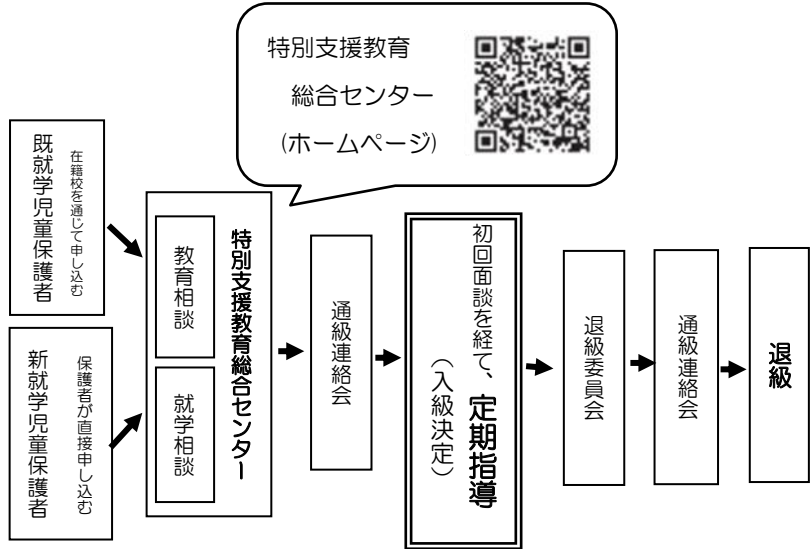 特別支援教育
総合センター
(ホームページ)
既就学児童保護者
在籍校を通じて申し込む
新就学児童保護者
保護者が直接申し込む
特別支援教育総合センター
教育相談
就学相談
通級連絡会
初回面談を経て、定期指導
（入級決定）
退級委員会
通級連絡会
退級